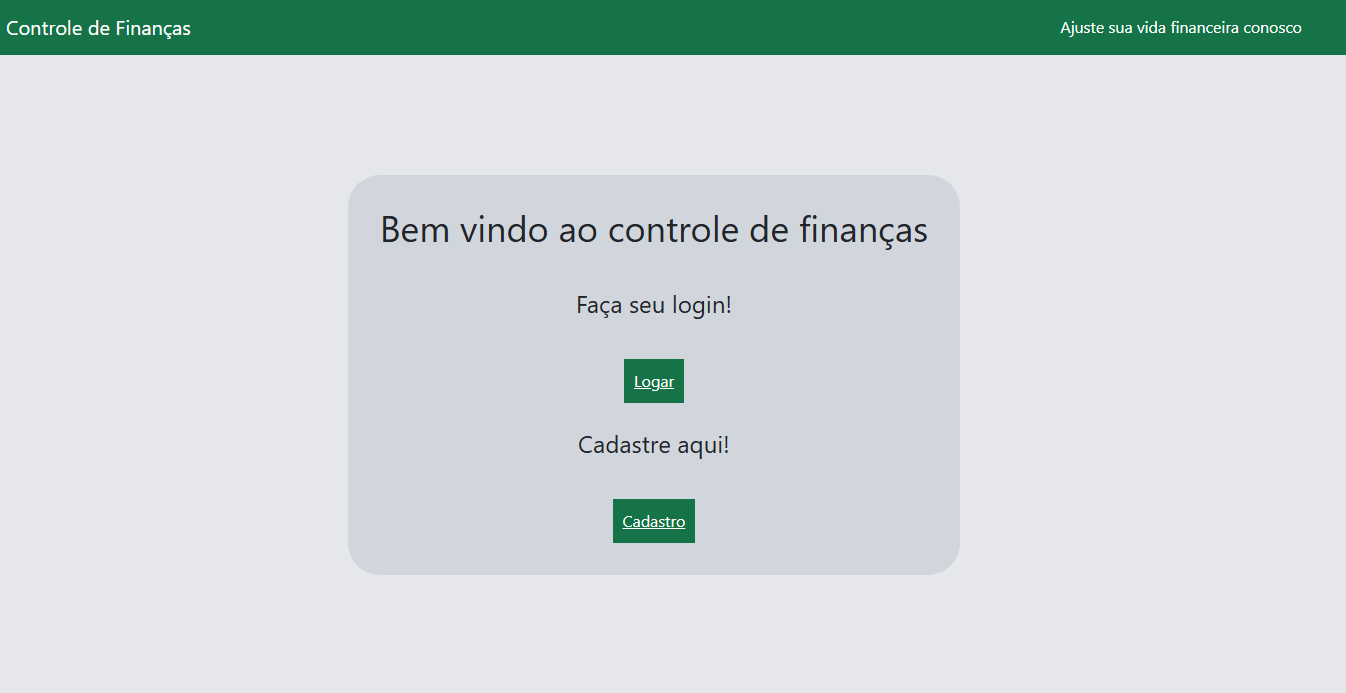 Controle de Finanças
Ajuste sua vida financeira conosco
Bem vindo ao controle de finanças
Faça seu login!
Logar
Cadastre aqui!
Cadastro